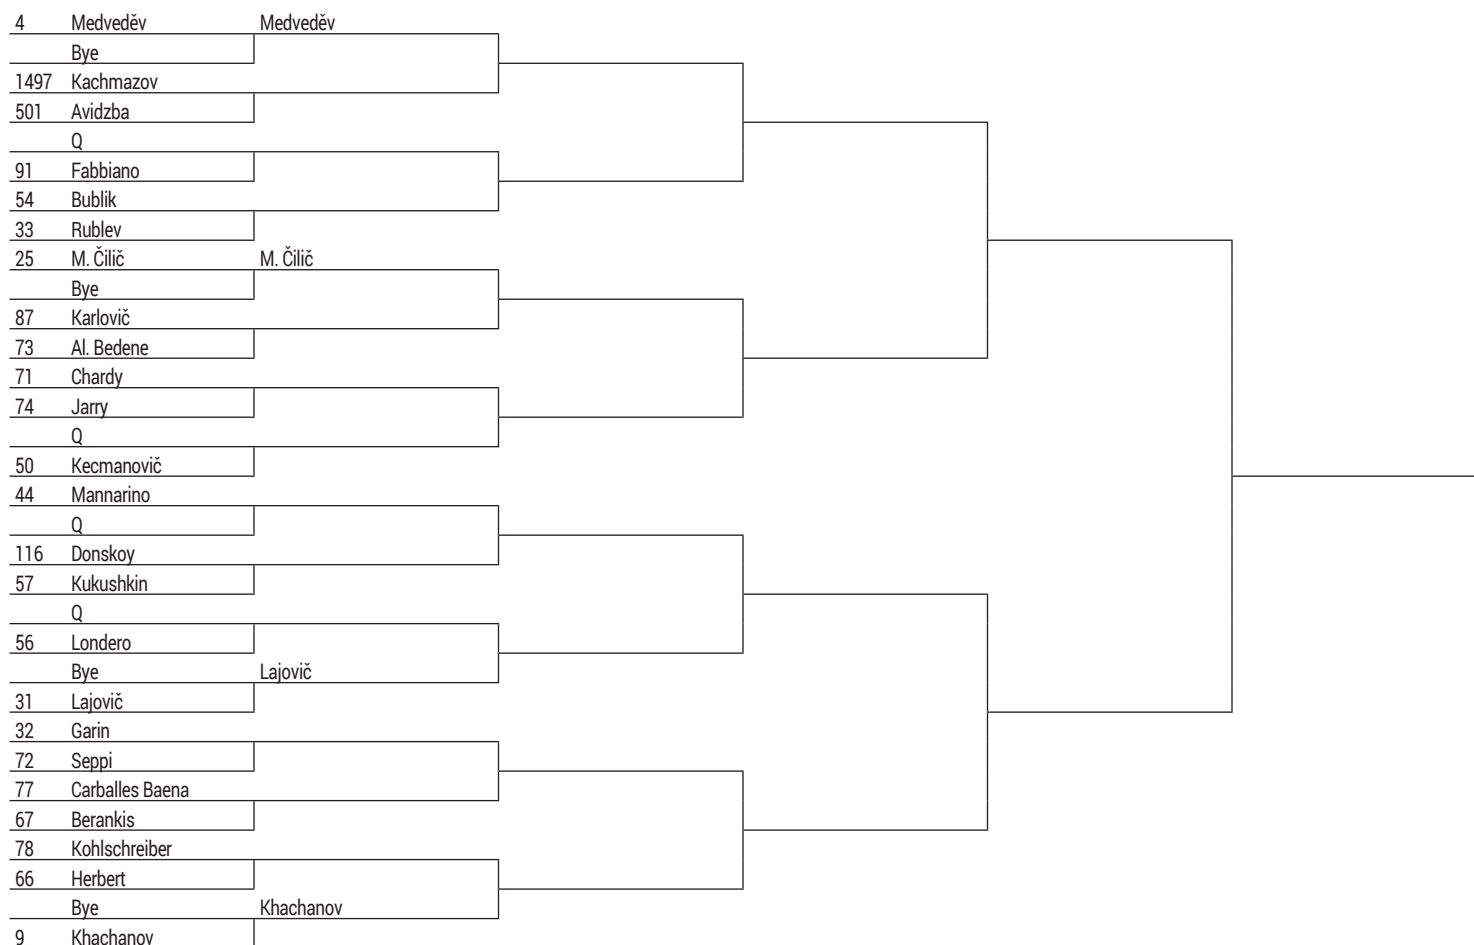 4 Medveděv Medveděv
Bye
1497 Kachmazov
501 Avidzba
Q
91 Fabbiano
54 Bublik
33 Rublev
25 M. Čilič M. Čilič
Bye
87 Karlovič
73 Al. Bedene
71 Chardy
74 Jarry
Q
50 Kecmanovič
44 Mannarino
Q
116 Donskoy
57 Kukushkin
Q
56 Londero
Bye Lajovič
31 Lajovič
32 Garin
72 Seppi
77 Carballes Baena
67 Berankis
78 Kohlschreiber
66 Herbert
Bye Khachanov
9 Khachanov